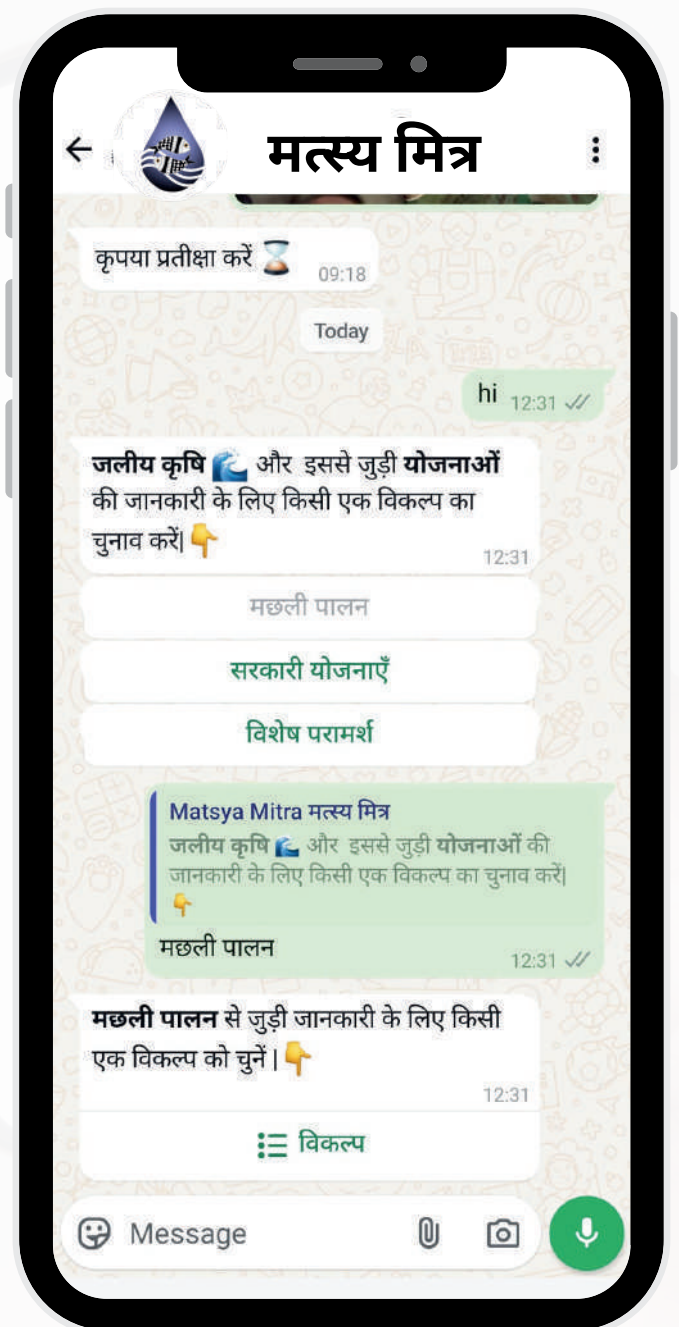 मत्स्य मित्र
कृपया प्रतीक्षा करें ⌛ 09:18
Today
hi 12:31
जलीय कृषि 🌊 और इससे जुड़ी योजनाओं
की जानकारी के लिए किसी एक विकल्प का
चुनाव करें| 👇
12:31
मछली पालन
सरकारी योजनाएँ
विशेष परामर्श
Matsya Mitra मत्स्य मित्र
जलीय कृषि 🌊 और इससे जुड़ी योजनाओं की
जानकारी के लिए किसी एक विकल्प का चुनाव करें|
👇
मछली पालन
12:31
मछली पालन से जुड़ी जानकारी के लिए किसी
एक विकल्प को चुनें | 👇
12:31
विकल्प
Message